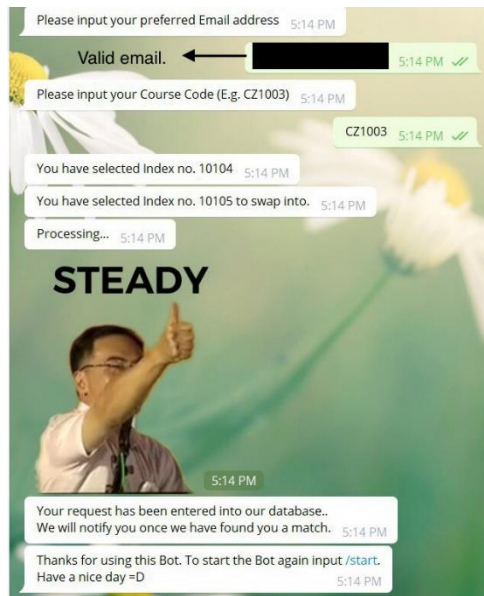 Please input your preferred Email address 5:14 PM
Valid email.
5:14 PM
Please input your Course Code (E.g. CZ1003) 5:14 PM
CZ1003 5:14 PM
You have selected Index no. 10104 5:14 PM
You have selected Index no. 10105 to swap into. 5:14 PM
Processing... 5:14 PM
STEADY
5:14 PM
Your request has been entered into our database..
We will notify you once we have found you a match. 5:14 PM
Thanks for using this Bot. To start the Bot again input /start.
Have a nice day =D 5:14 PM